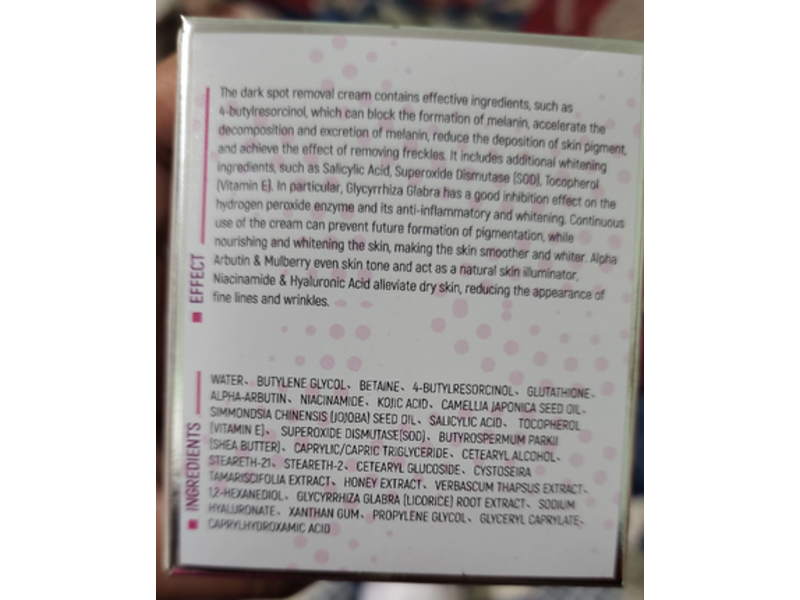 EFFECT
The dark spot removal cream contains effective ingredients, such as
4-butylresorcinol, which can block the formation of melanin, accelerate the
decomposition and excretion of melanin, reduce the deposition of skin pigment,
and achieve the effect of removing freckles. It includes additional whitening
ingredients, such as Salicylic Acid, Superoxide Dismutase (SOD), Tocopherol
(Vitamin E). In particular, Glycyrrhiza Glabra has a good inhibition effect on the
hydrogen peroxide enzyme and its anti-inflammatory and whitening. Continuous
use of the cream can prevent future formation of pigmentation, while
nourishing and whitening the skin, making the skin smoother and whiter. Alpha
Arbutin & Mulberry even skin tone and act as a natural skin illuminator,
Niacinamide & Hyaluronic Acid alleviate dry skin, reducing the appearance of
fine lines and wrinkles.
INGREDIENTS
WATER、 BUTYLENE GLYCOL、 BETAINE、 4-BUTYLRESORCINOL、 GLUTATHIONE、
ALPHA-ARBUTIN、 NIACINAMIDE、 KOJIC ACID、 CAMELLIA JAPONICA SEED OIL、
SIMMONDSIA CHINENSIS (JOJOBA) SEED OIL、 SALICYLIC ACID、 TOCOPHEROL
(VITAMIN E)、 SUPEROXIDE DISMUTASE(SOD)、 BUTYROSPERMUM PARKII
(SHEA BUTTER)、 CAPRYLIC/CAPRIC TRIGLYCERIDE、 CETEARYL ALCOHOL、
STEARETH-21、 STEARETH-2、 CETEARYL GLUCOSIDE、 CYSTOSEIRA
TAMARISCIFOLIA EXTRACT、 HONEY EXTRACT、 VERBASCUM THAPSUS EXTRACT、
1,2-HEXANEDIOL、 GLYCYRRHIZA GLABRA (LICORICE) ROOT EXTRACT、 SODIUM
HYALURONATE、 XANTHAN GUM、 PROPYLENE GLYCOL、 GLYCERYL CAPRYLATE、
CAPRYLHYDROXAMIC ACID